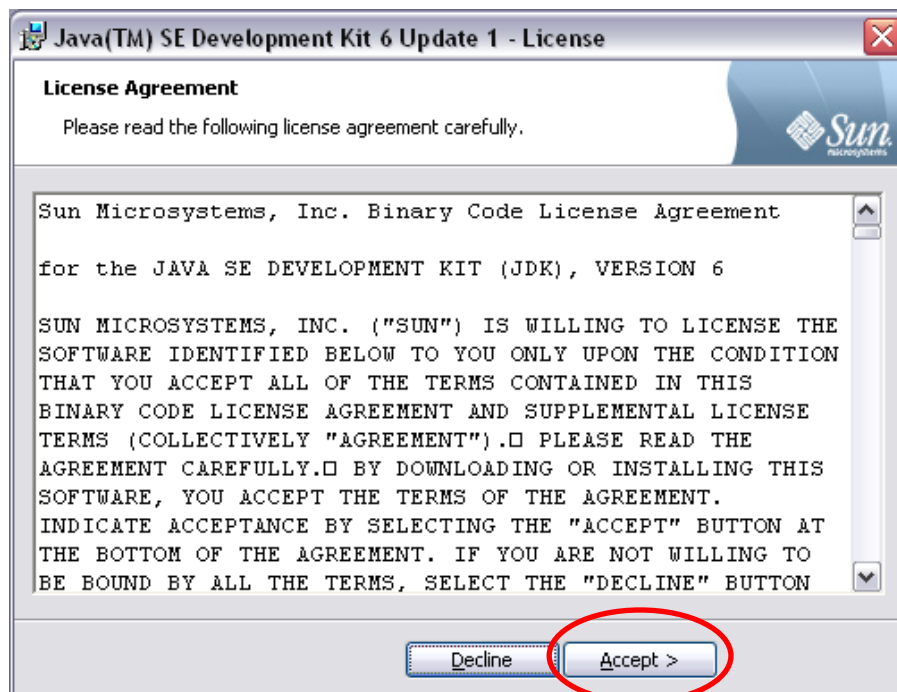 Java(TM) SE Development Kit 6 Update 1 - License
License Agreement
Please read the following license agreement carefully.
Sun
microsystems
Sun Microsystems, Inc. Binary Code License Agreement
for the JAVA SE DEVELOPMENT KIT (JDK), VERSION 6
SUN MICROSYSTEMS, INC. ("SUN") IS WILLING TO LICENSE THE
SOFTWARE IDENTIFIED BELOW TO YOU ONLY UPON THE CONDITION
THAT YOU ACCEPT ALL OF THE TERMS CONTAINED IN THIS
BINARY CODE LICENSE AGREEMENT AND SUPPLEMENTAL LICENSE
TERMS (COLLECTIVELY "AGREEMENT").□ PLEASE READ THE
AGREEMENT CAREFULLY.□ BY DOWNLOADING OR INSTALLING THIS
SOFTWARE, YOU ACCEPT THE TERMS OF THE AGREEMENT.
INDICATE ACCEPTANCE BY SELECTING THE "ACCEPT" BUTTON AT
THE BOTTOM OF THE AGREEMENT. IF YOU ARE NOT WILLING TO
BE BOUND BY ALL THE TERMS, SELECT THE "DECLINE" BUTTON
Decline
Accept >